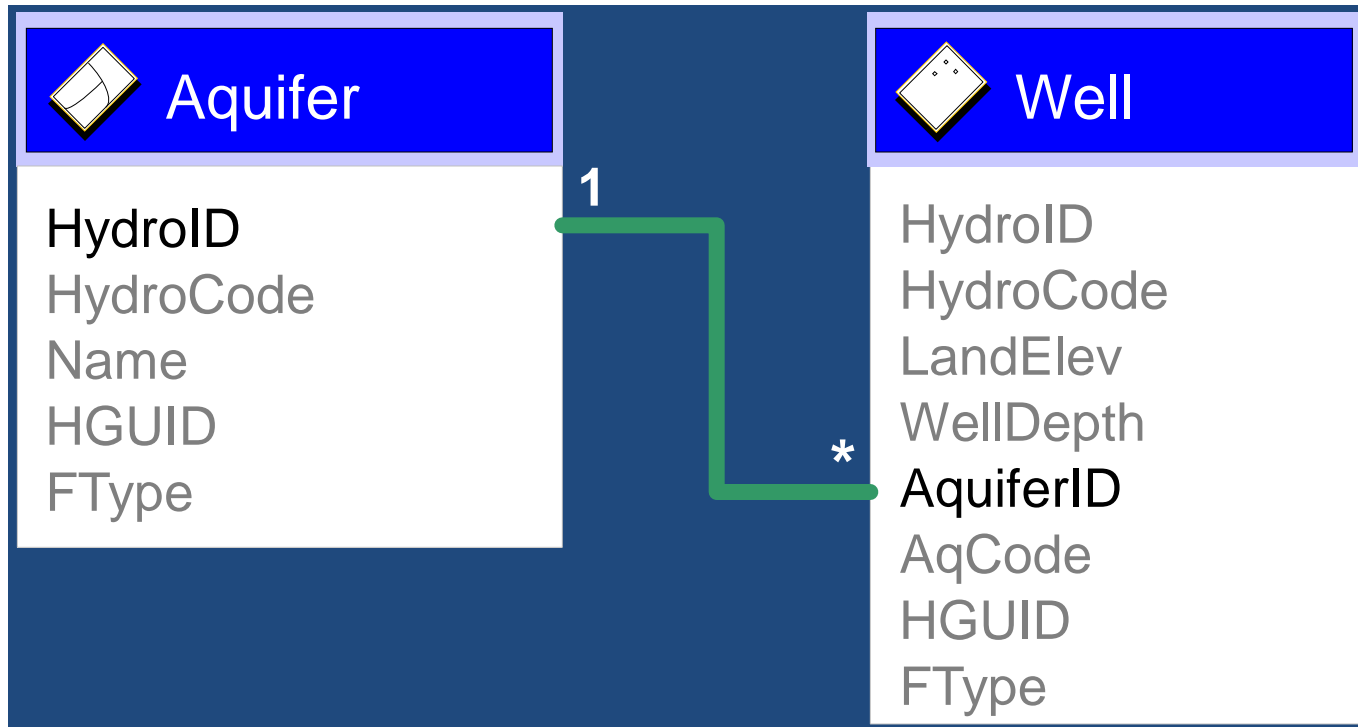 Aquifer
HydroID
HydroCode
Name
HGUID
FType
1
*
Well
HydroID
HydroCode
LandElev
WellDepth
AquiferID
AqCode
HGUID
FType